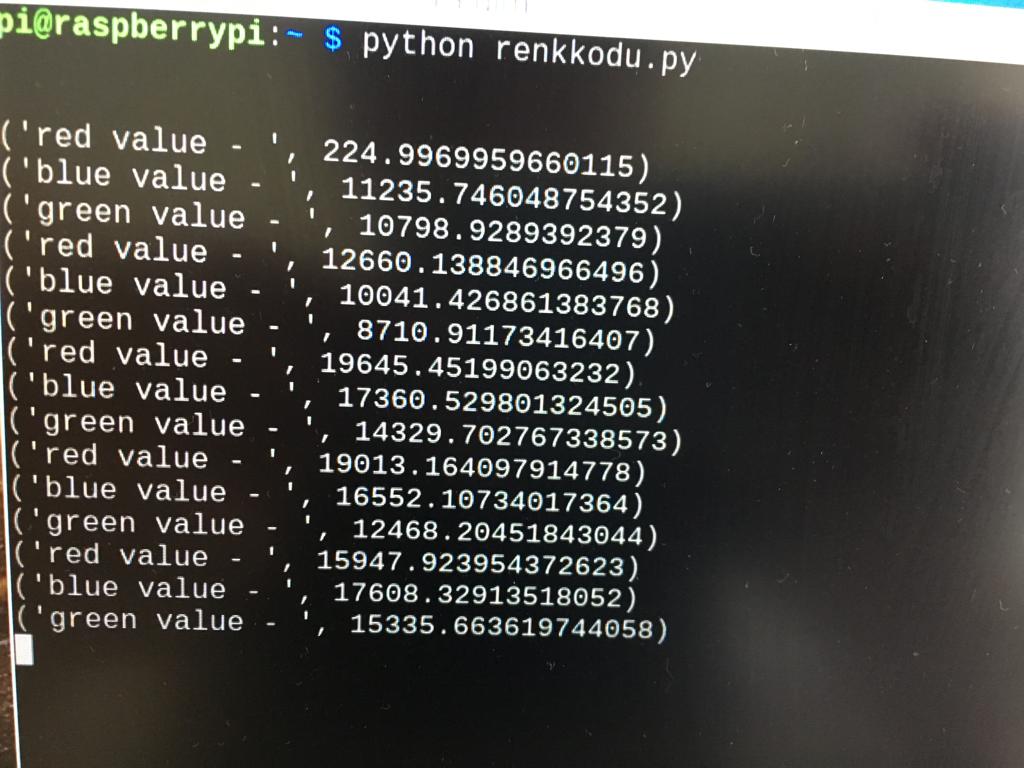 pi@raspberrypi:~ $ python renkkodu.py
('red value - ', 224.9969959660115)
('blue value - ', 11235.746048754352)
('green value - ', 10798.9289392379)
('red value - ', 12660.138846966496)
('blue value - ', 10041.426861383768)
('green value - ', 8710.91173416407)
('red value - ', 19645.45199063232)
('blue value - ', 17360.529801324505)
('green value - ', 14329.702767338573)
('red value - ', 19013.164097914778)
('blue value - ', 16552.10734017364)
('green value - ', 12468.20451843044)
('red value - ', 15947.923954372623)
('blue value - ', 17608.32913518052)
('green value - ', 15335.663619744058)